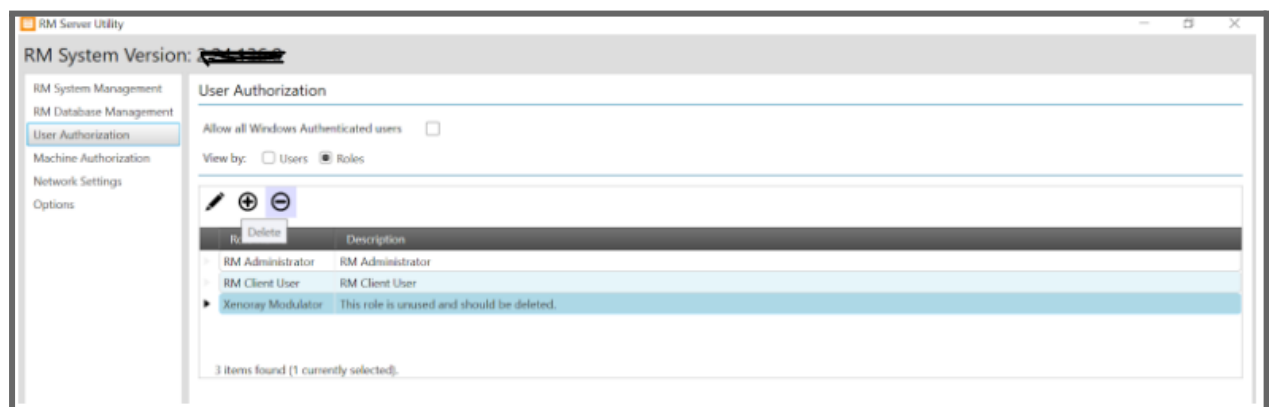 RM Server Utility
RM System Version:
RM System Management
RM Database Management
User Authorization
Machine Authorization
Network Settings
Options
User Authorization
Allow all Windows Authenticated users
View by: Users Roles
Delete
Description
RM Administrator RM Administrator
RM Client User RM Client User
Xenoray Modulator This role is unused and should be deleted.
3 items found (1 currently selected).